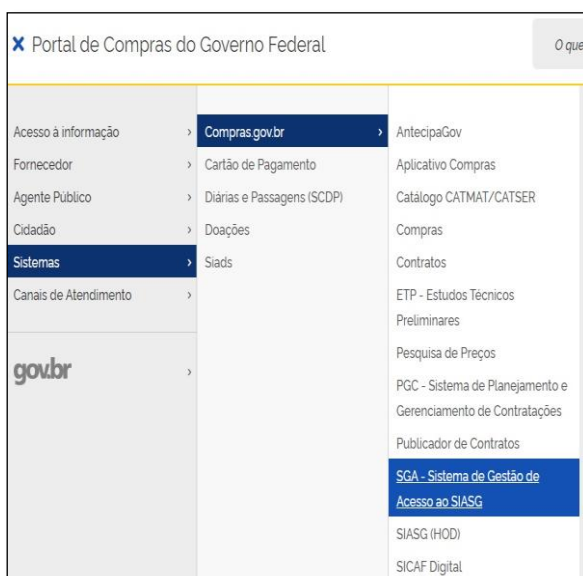 × Portal de Compras do Governo Federal
O que
Acesso à informação
Fornecedor
Agente Público
Cidadão
Sistemas
Canais de Atendimento
gov.br
Compras.gov.br
Cartão de Pagamento
Diárias e Passagens (SCDP)
Doações
Siads
AntecipaGov
Aplicativo Compras
Catálogo CATMAT/CATSER
Compras
Contratos
ETP - Estudos Técnicos
Preliminares
Pesquisa de Preços
PGC - Sistema de Planejamento e
Gerenciamento de Contratações
Publicador de Contratos
SGA - Sistema de Gestão de
Acesso ao SIASG
SIASG (HOD)
SICAF Digital